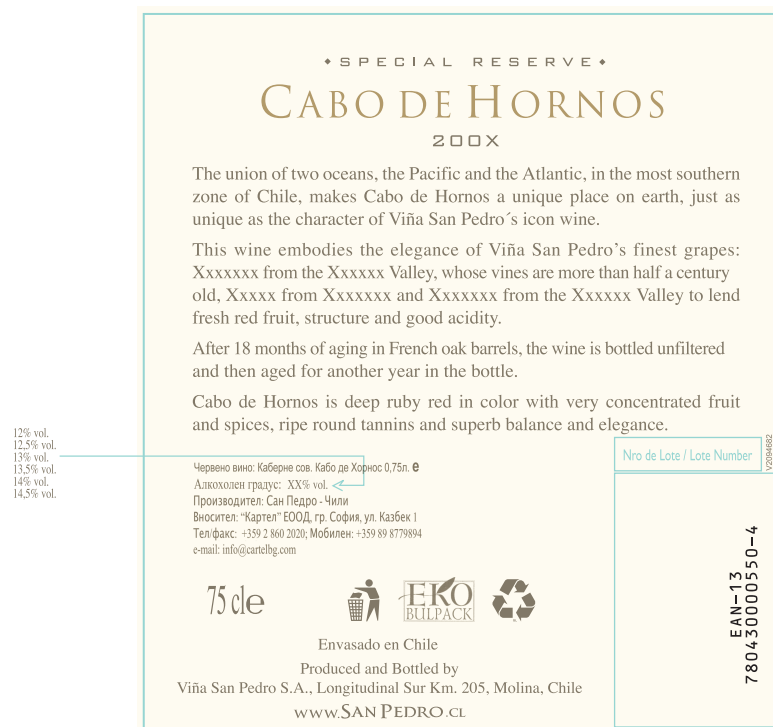 • SPECIAL RESERVE •
CABO DE HORNOS
200X
The union of two oceans, the Pacific and the Atlantic, in the most southern
zone of Chile, makes Cabo de Hornos a unique place on earth, just as
unique as the character of Viña San Pedro´s icon wine.
This wine embodies the elegance of Viña San Pedro’s finest grapes:
Xxxxxxx from the Xxxxxx Valley, whose vines are more than half a century
old, Xxxxx from Xxxxxxx and Xxxxxxx from the Xxxxxx Valley to lend
fresh red fruit, structure and good acidity.
After 18 months of aging in French oak barrels, the wine is bottled unfiltered
and then aged for another year in the bottle.
Cabo de Hornos is deep ruby red in color with very concentrated fruit
and spices, ripe round tannins and superb balance and elegance.
12% vol.
12,5% vol.
13% vol.
13,5% vol.
14% vol.
14,5% vol.
Червено вино: Каберне сов. Кабо де Хорнос 0,75л. e
Алкохолен градус: XX% vol.
Производител: Сан Педро - Чили
Вносител: “Картел” ЕООД, гр. София, ул. Казбек 1
Тел/факс: +359 2 860 2020; Мобилен: +359 89 8779894
e-mail: info@cartelbg.com
Nro de Lote / Lote Number
V2094682
EAN-13
780430000550-4
75 cle
EKO
BULPACK
Envasado en Chile
Produced and Bottled by
Viña San Pedro S.A., Longitudinal Sur Km. 205, Molina, Chile
www.SAN PEDRO.CL